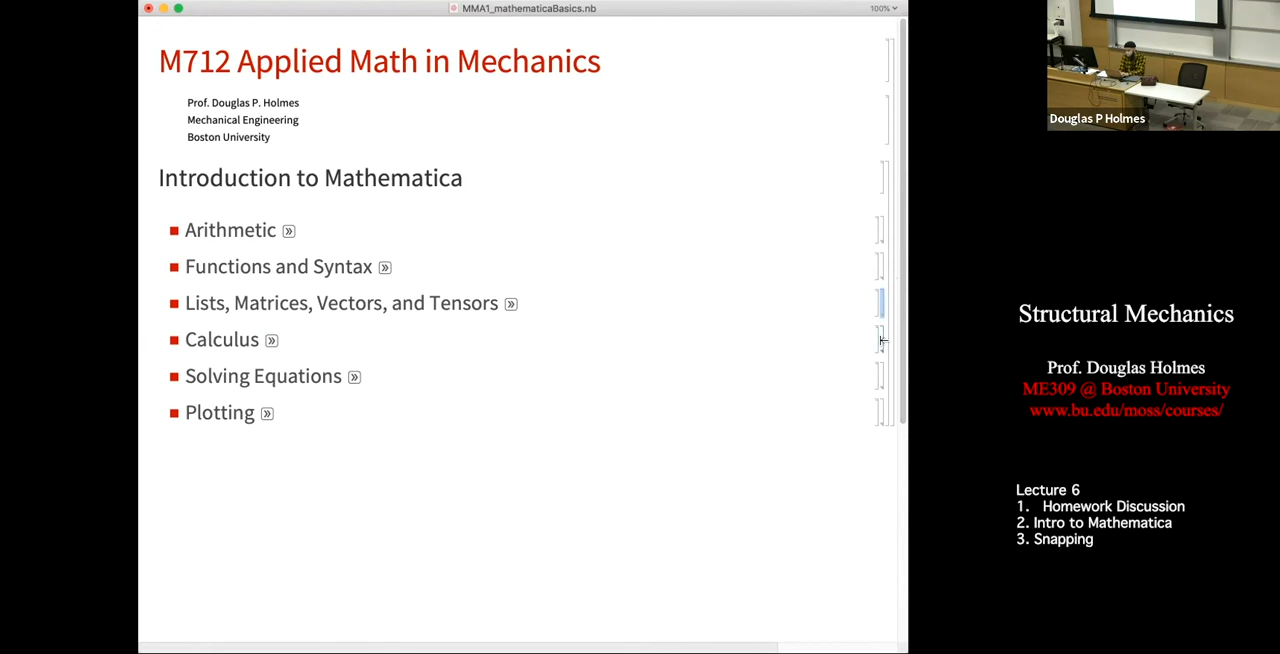 MMA1_mathematicaBasics.nb
100%
M712 Applied Math in Mechanics
Prof. Douglas P. Holmes
Mechanical Engineering
Boston University
Introduction to Mathematica
Arithmetic
Functions and Syntax
Lists, Matrices, Vectors, and Tensors
Calculus
Solving Equations
Plotting
Douglas P Holmes
Structural Mechanics
Prof. Douglas Holmes
ME309 @ Boston University
www.bu.edu/moss/courses/
Lecture 6
1. Homework Discussion
2. Intro to Mathematica
3. Snapping